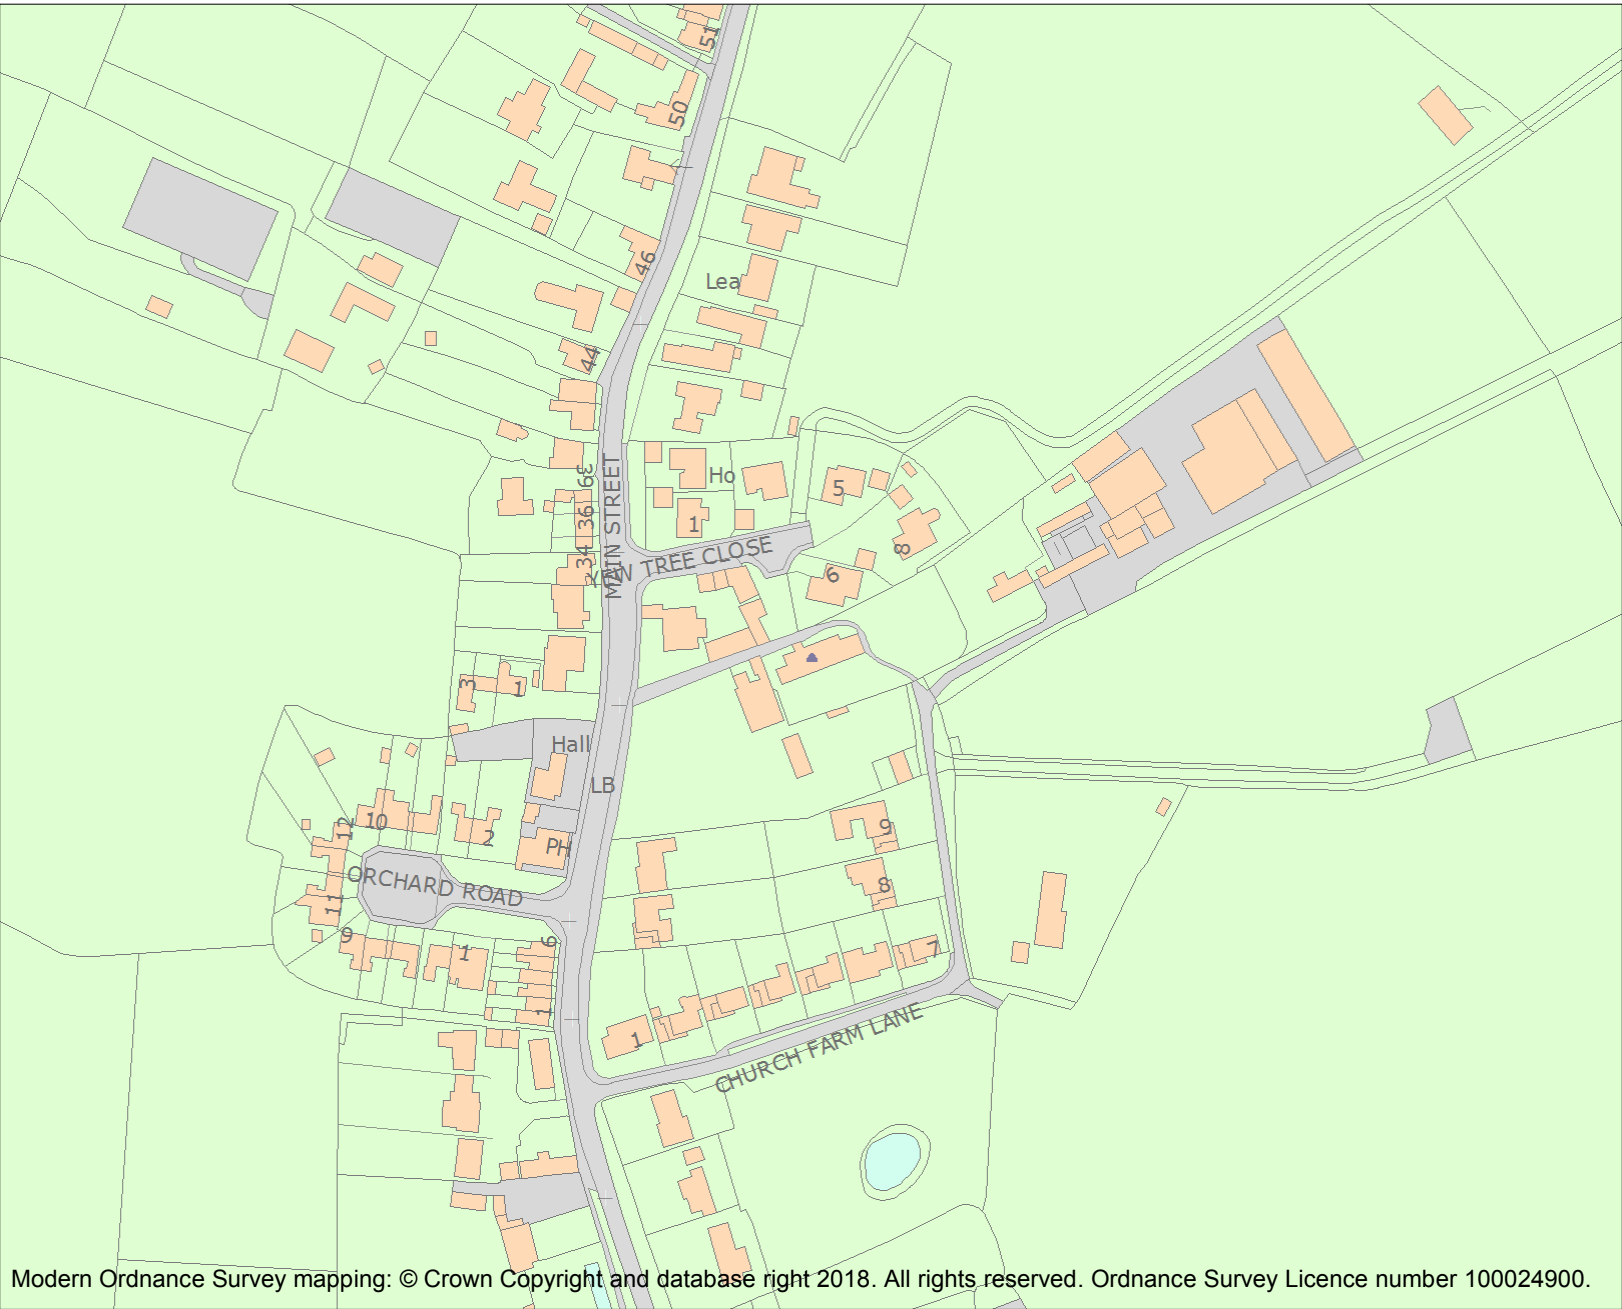 51
50
46
Lea
44
39
Ho
5
36
1
MAIN STREET
34
8
YEW TREE CLOSE
6
3
1
Hall
LB
12
10
2
9
PH
ORCHARD ROAD
8
11
9
1
6
7
1
1
CHURCH FARM LANE
Modern Ordnance Survey mapping: © Crown Copyright and database right 2018. All rights reserved. Ordnance Survey Licence number 100024900.